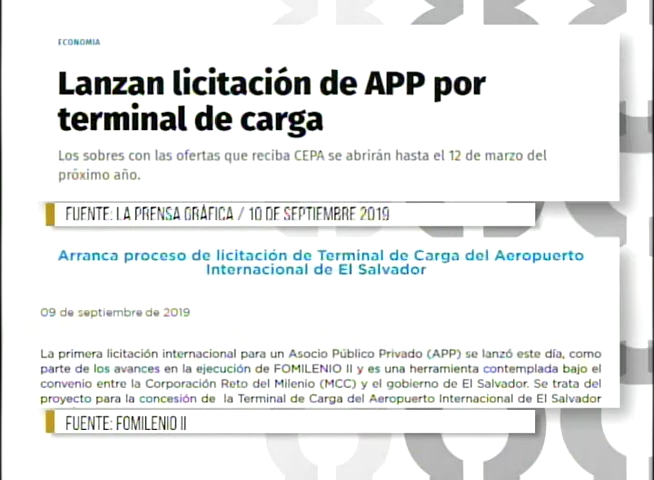 ECONOMIA
Lanzan licitación de APP por
terminal de carga
Los sobres con las ofertas que reciba CEPA se abrirán hasta el 12 de marzo del
próximo año.
FUENTE: LA PRENSA GRÁFICA / 10 DE SEPTIEMBRE 2019
Arranca proceso de licitación de Terminal de Carga del Aeropuerto
Internacional de El Salvador
09 de septiembre de 2019
La primera licitación internacional para un Asocio Público Privado (APP) se lanzó este día, como
parte de los avances en la ejecución de FOMILENIO II y es una herramienta contemplada bajo el
convenio entre la Corporación Reto del Milenio (MCC) y el gobierno de El Salvador. Se trata del
proyecto para la concesión de la Terminal de Carga del Aeropuerto Internacional de El Salvador
FUENTE: FOMILENIO II